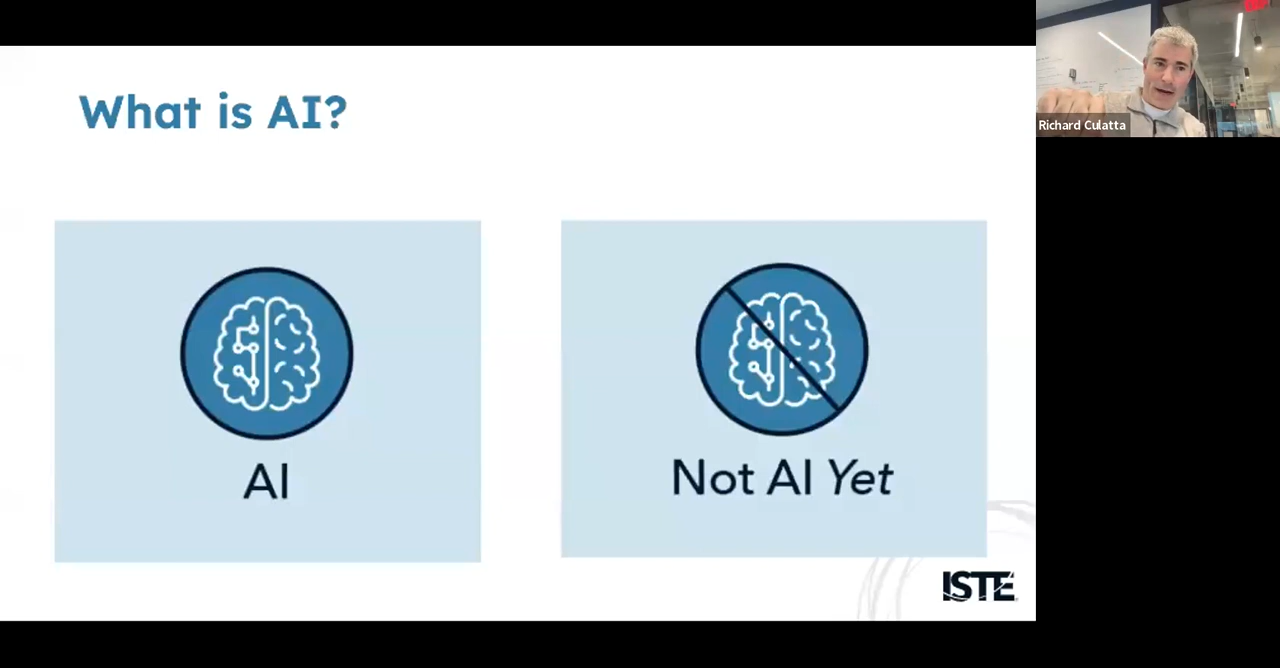 What is AI?
AI
Not AI Yet
ISTE
Richard Culatta